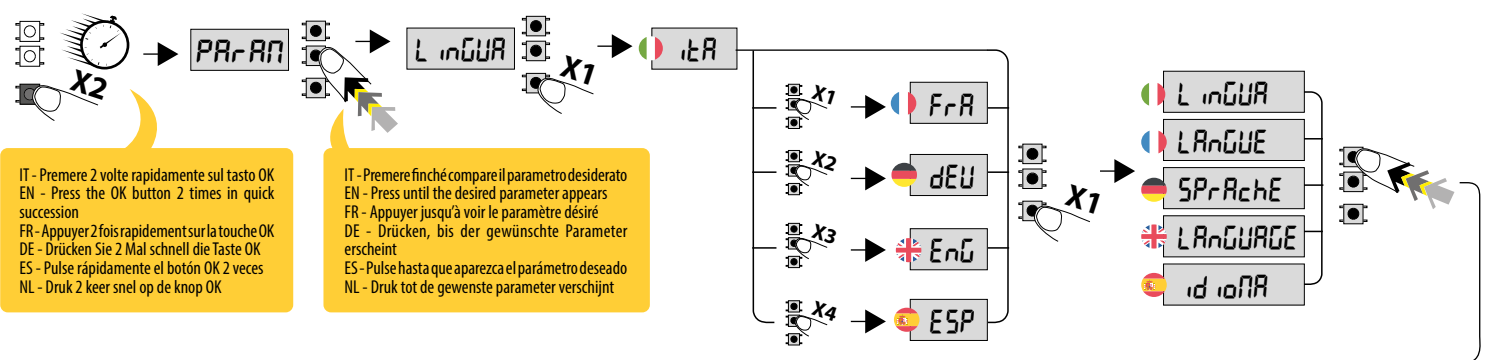 X2
PArAM
L inGUA
X1
itA
X1
FrA
X2
dEU
X3
EnG
X4
ESP
X1
L inGUA
LAnGUE
SPrAchE
LAnGUAGE
id ioMA
IT - Premere 2 volte rapidamente sul tasto OK
EN - Press the OK button 2 times in quick
succession
FR - Appuyer 2 fois rapidement sur la touche OK
DE - Drücken Sie 2 Mal schnell die Taste OK
ES - Pulse rápidamente el botón OK 2 veces
NL - Druk 2 keer snel op de knop OK
IT - Premere finché compare il parametro desiderato
EN - Press until the desired parameter appears
FR - Appuyer jusqu'à voir le paramètre désiré
DE - Drücken, bis der gewünschte Parameter
erscheint
ES - Pulse hasta que aparezca el parámetro deseado
NL - Druk tot de gewenste parameter verschijnt